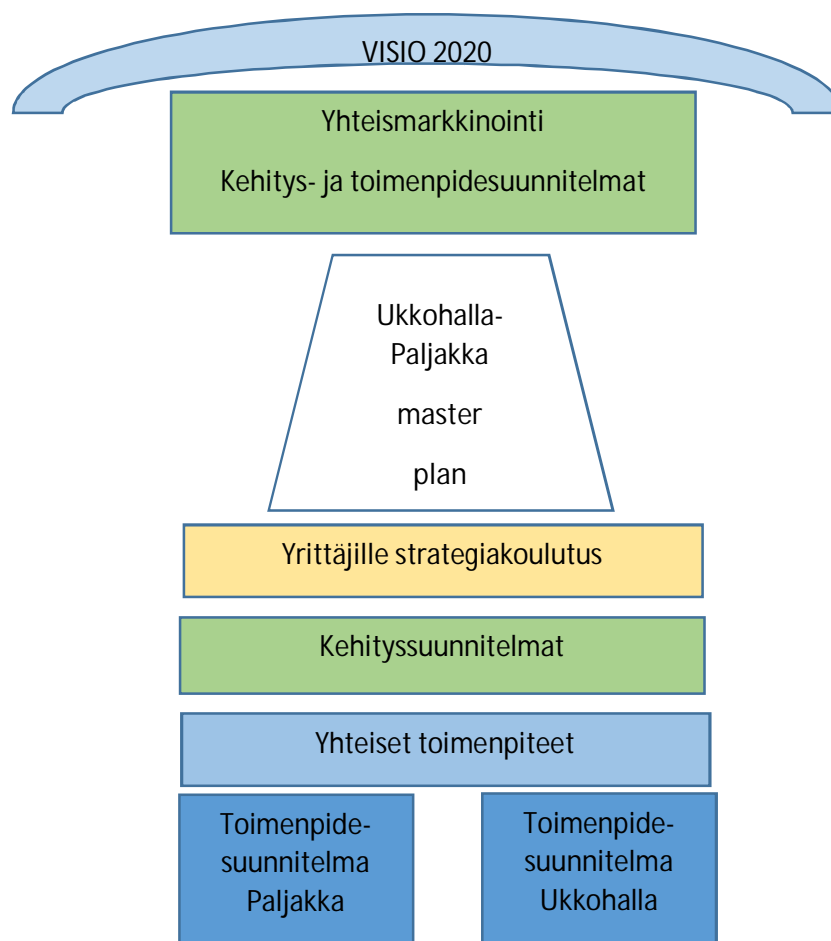 VISIO 2020
Yhteismarkkinointi
Kehitys- ja toimenpidesuunnitelmat
Ukkohalla-
Paljakka
master
plan
Yrittäjille strategiakoulutus
Kehityssuunnitelmat
Yhteiset toimenpiteet
Toimenpide-
suunnitelma
Paljakka
Toimenpide-
suunnitelma
Ukkohalla